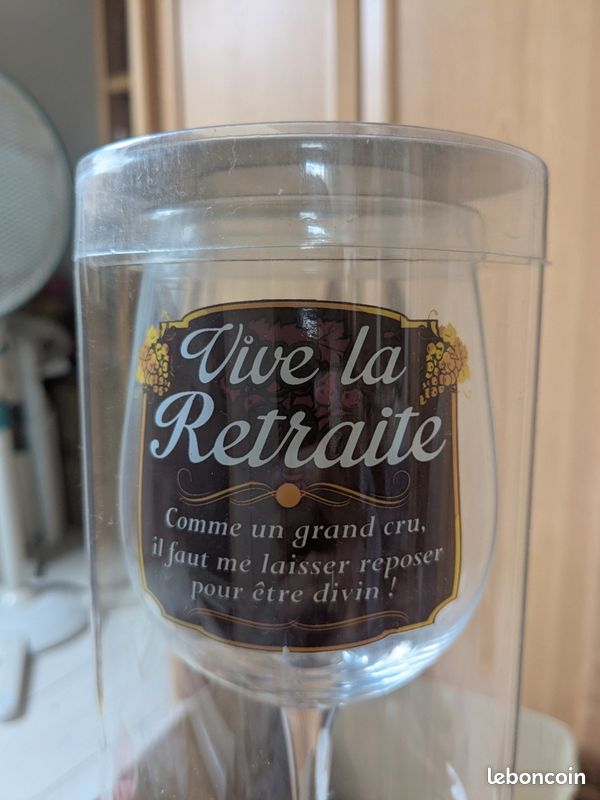 Vive la
Retraite
Comme un grand cru,
il faut me laisser reposer
pour être divin !
leboncoin